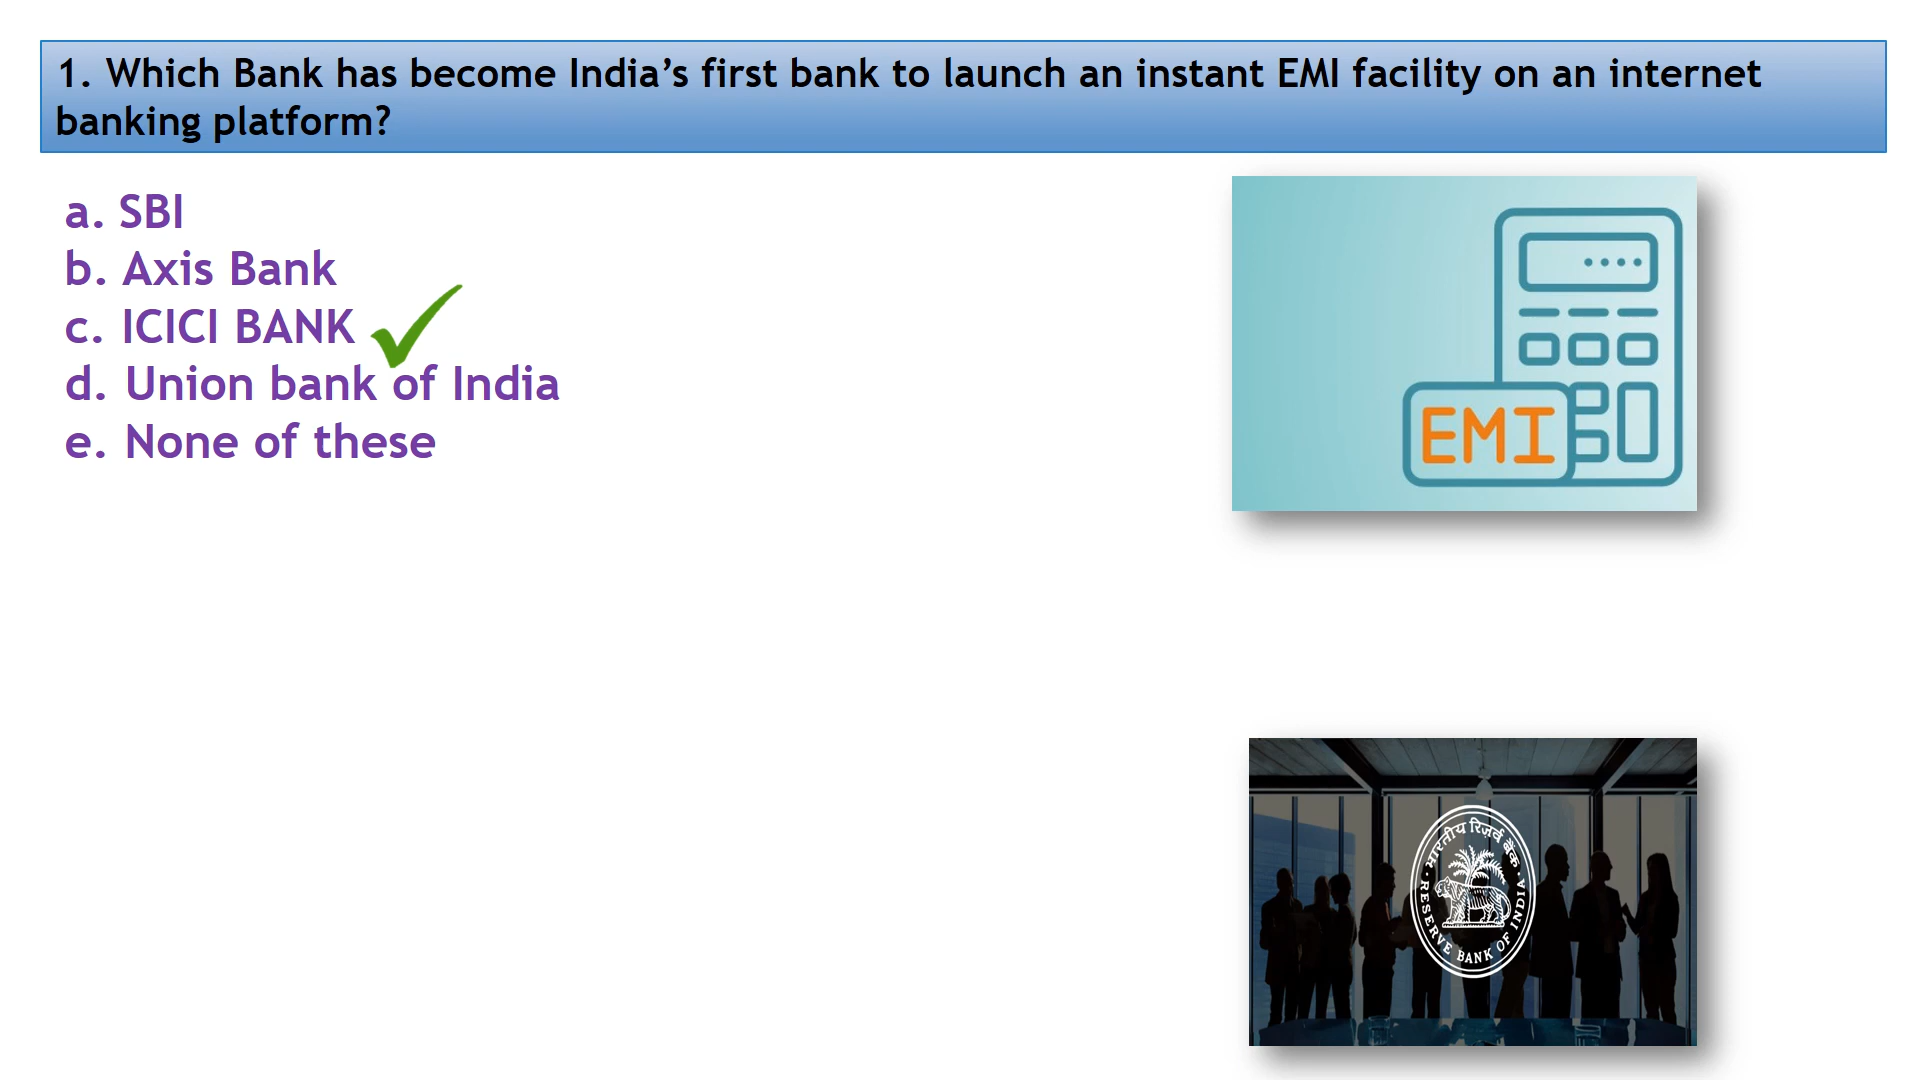 1. Which Bank has become India’s first bank to launch an instant EMI facility on an internet
banking platform?
a. SBI
b. Axis Bank
c. ICICI BANK
d. Union bank of India
e. None of these
EMI
भारतीय रिज़र्व बैंक
RESERVE BANK OF INDIA